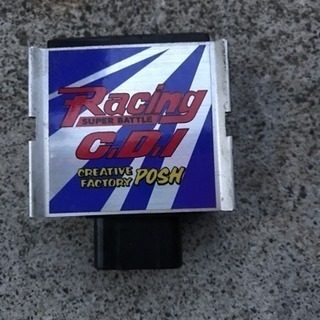 Racing
SUPER BATTLE
C.D.I
CREATIVE
FACTORY POSH